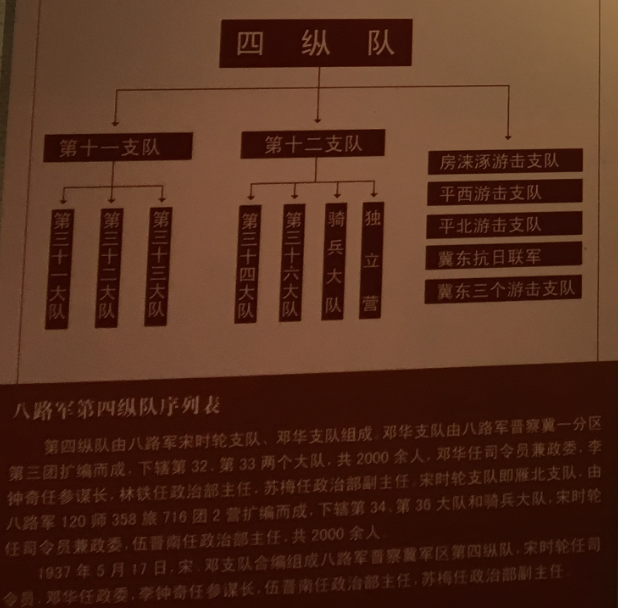 四 纵 队
第十一支队
第三十一大队
第三十二大队
第三十三大队
第十二支队
第三十四大队
第三十六大队
骑兵大队
独立营
房涞涿游击支队
平西游击支队
平北游击支队
冀东抗日联军
冀东三个游击支队
八路军第四纵队序列表
第四纵队由八路军宋时轮支队、邓华支队组成。邓华支队由八路军晋察冀一分区
第三团扩编而成,下辖第32、第33两个大队,共2000余人,邓华任司令员兼政委,李
钟奇任参谋长,林铁任政治部主任,苏梅任政治部副主任。宋时轮支队即雁北支队,由
八路军120师358旅716团2营扩编而成,下辖第34、第36大队和骑兵大队,宋时轮
任司令员兼政委,伍晋南任政治部主任,共2000余人。
1937年5月17日,宋、邓支队合编组成八路军晋察冀军区第四纵队,宋时轮任司
令员,邓华任政委,李钟奇任参谋长,伍晋南任政治部主任,苏梅任政治部副主任。